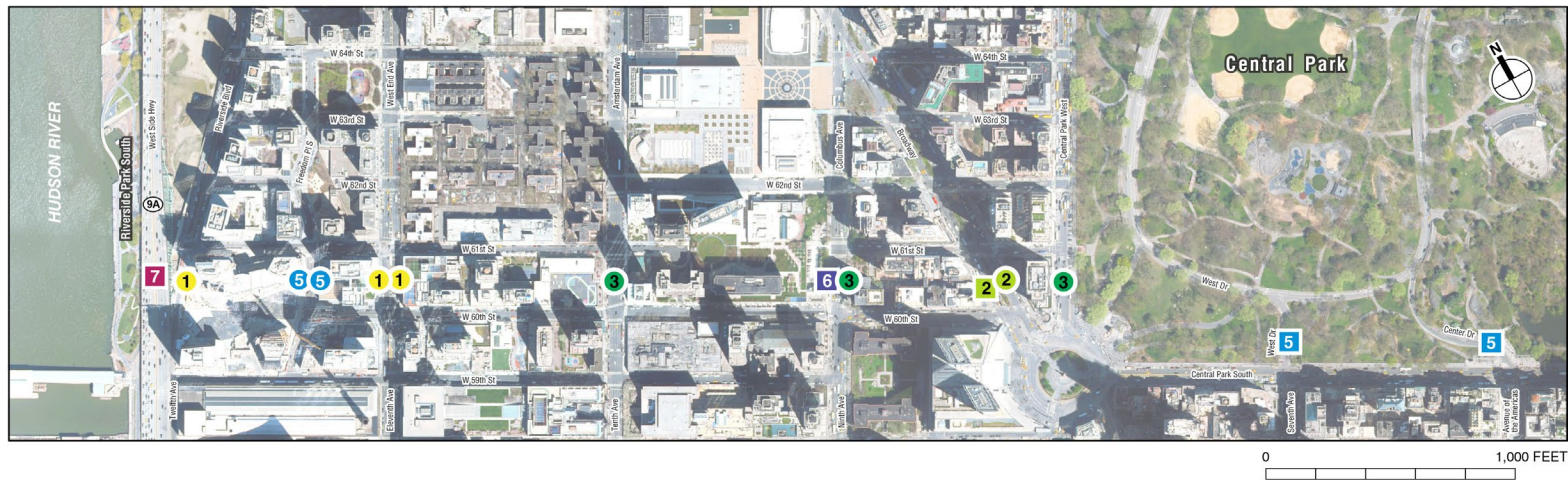 Central Park
N
W 64th St
W 64th St
HUDSON RIVER
Riverside Park South
West Side Hwy
Riverside Blvd
West End Ave
Amsterdam Ave
Columbus Ave
Broadway
Central Park West
W 63rd St
W 63rd St
Freedom Pl S
W 62nd St
W 62nd St
9A
W 61st St
W 61st St
7
1
5
5
1
1
3
6
3
2
2
3
West Dr
W 60th St
W 60th St
West Dr
5
Center Dr
5
W 59th St
Central Park South
Twelfth Ave
Eleventh Ave
Tenth Ave
Ninth Ave
Seventh Ave
Avenue of
the Americas
0
1,000 FEET